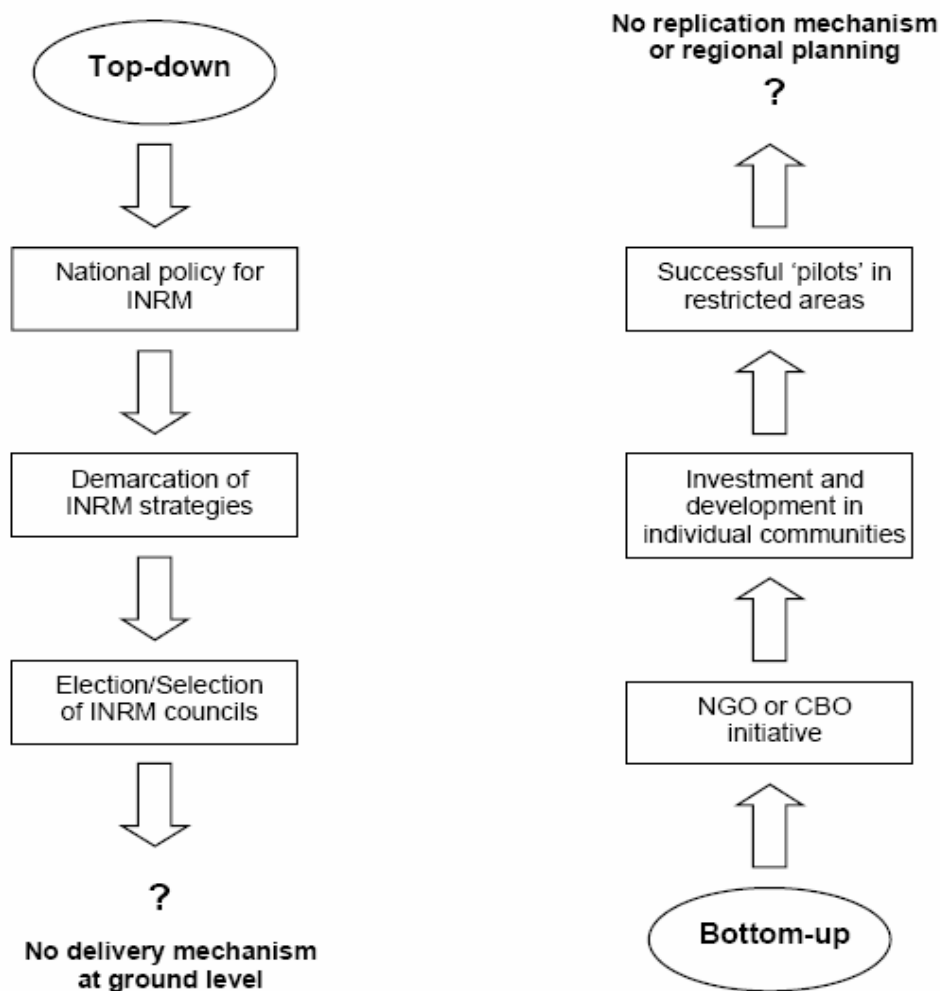 Top-down
National policy for
INRM
Demarcation of
INRM strategies
Election/Selection
of INRM councils
?
No delivery mechanism
at ground level
No replication mechanism
or regional planning
?
Successful ‘pilots’ in
restricted areas
Investment and
development in
individual communities
NGO or CBO
initiative
Bottom-up